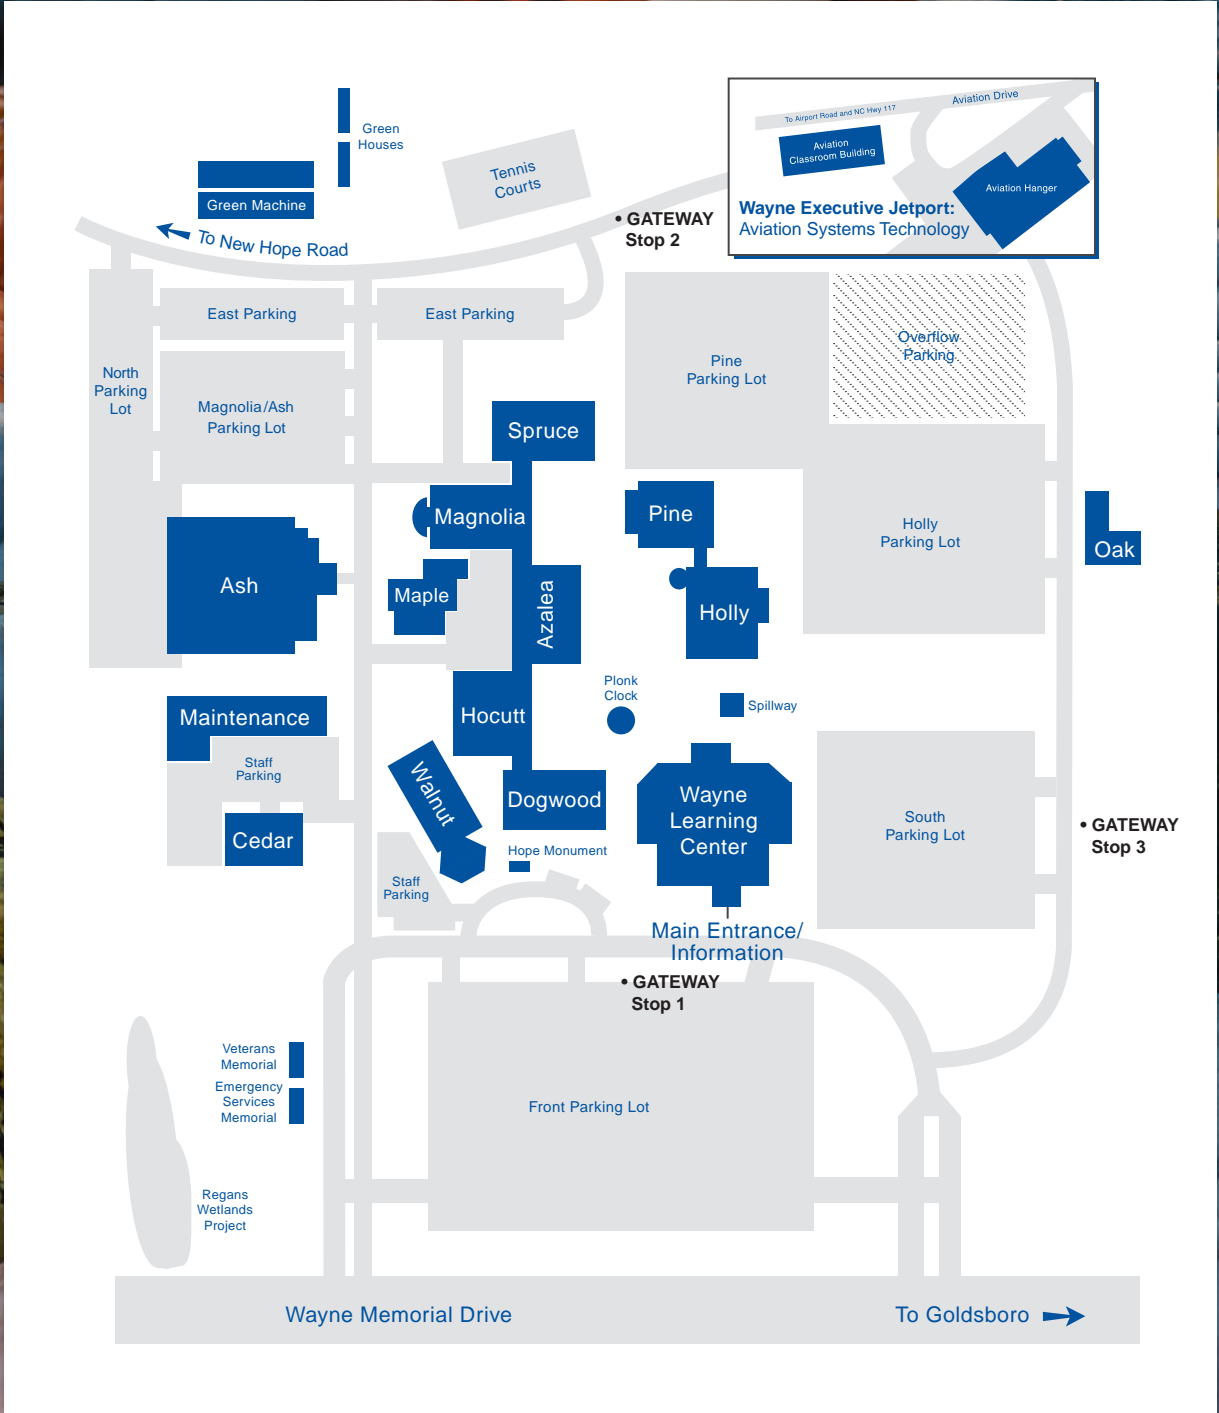 Green
Houses
Green Machine
To New Hope Road
Tennis
Courts
• GATEWAY
Stop 2
To Airport Road and NC Hwy 117
Aviation Drive
Aviation
Classroom Building
Aviation Hanger
Wayne Executive Jetport:
Aviation Systems Technology
East Parking
East Parking
North
Parking
Lot
Magnolia/Ash
Parking Lot
Pine
Parking Lot
Overflow
Parking
Spruce
Magnolia
Pine
Holly
Parking Lot
Oak
Ash
Maple
Azalea
Holly
Plonk
Clock
Spillway
Hocutt
Maintenance
Staff
Parking
Cedar
Walnut
Dogwood
Wayne
Learning
Center
South
Parking Lot
• GATEWAY
Stop 3
Hope Monument
Staff
Parking
Main Entrance/
Information
• GATEWAY
Stop 1
Veterans
Memorial
Emergency
Services
Memorial
Front Parking Lot
Regans
Wetlands
Project
Wayne Memorial Drive
To Goldsboro